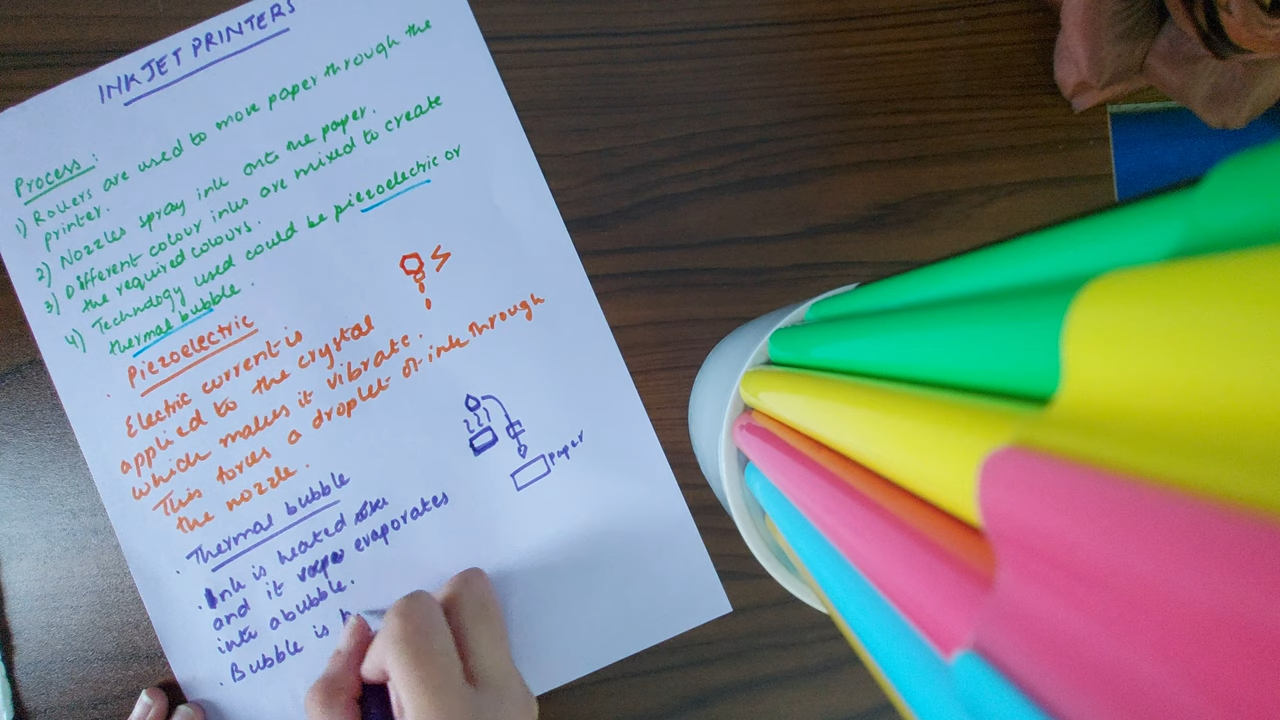 INKJET PRINTERS
Process:
1) Rollers are used to move paper through the
printer.
2) Nozzles spray ink onto the paper.
3) Different colour inks are mixed to create
the required colours.
4) Technology used could be piezoelectric or
thermal bubble.
Piezoelectric
Electric current is
applied to the crystal
which makes it vibrate.
This forces a droplet of ink through
the nozzle.
. Thermal bubble
. Ink is heated
and it evaporates
into a bubble.
. Bubble is
Paper